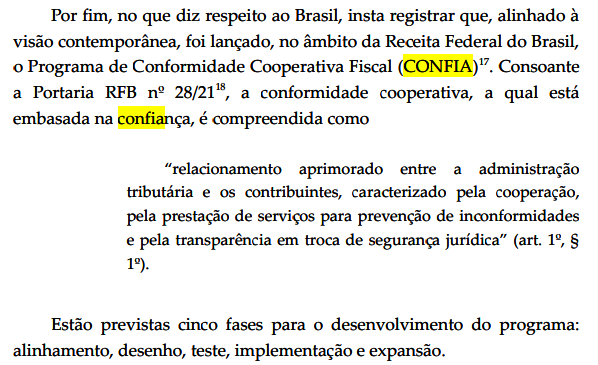 Por fim, no que diz respeito ao Brasil, insta registrar que, alinhado à
visão contemporânea, foi lançado, no âmbito da Receita Federal do Brasil,
o Programa de Conformidade Cooperativa Fiscal (CONFIA)¹⁷. Consoante
a Portaria RFB nº 28/21¹⁸, a conformidade cooperativa, a qual está
embasada na confiança, é compreendida como
“relacionamento aprimorado entre a administração
tributária e os contribuintes, caracterizado pela cooperação,
pela prestação de serviços para prevenção de inconformidades
e pela transparência em troca de segurança jurídica” (art. 1º, §
1º).
Estão previstas cinco fases para o desenvolvimento do programa:
alinhamento, desenho, teste, implementação e expansão.